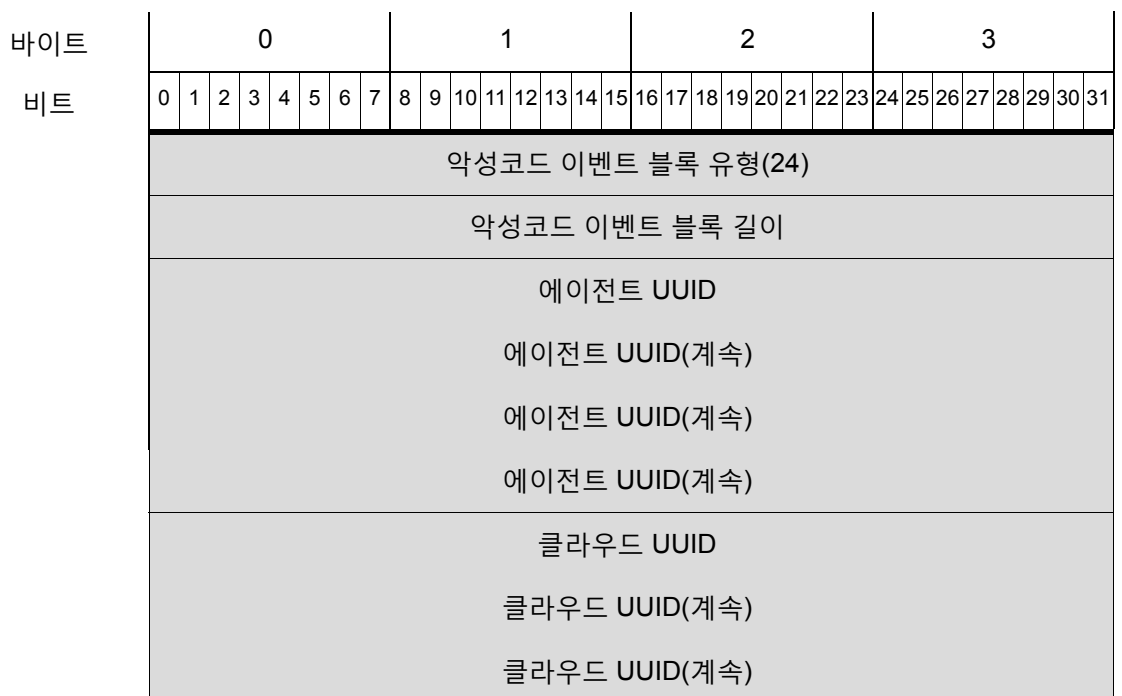 바이트 0 1 2 3
비트 0 1 2 3 4 5 6 7 8 9 10 11 12 13 14 15 16 17 18 19 20 21 22 23 24 25 26 27 28 29 30 31
악성코드 이벤트 블록 유형(24)
악성코드 이벤트 블록 길이
에이전트 UUID
에이전트 UUID(계속)
에이전트 UUID(계속)
에이전트 UUID(계속)
클라우드 UUID
클라우드 UUID(계속)
클라우드 UUID(계속)